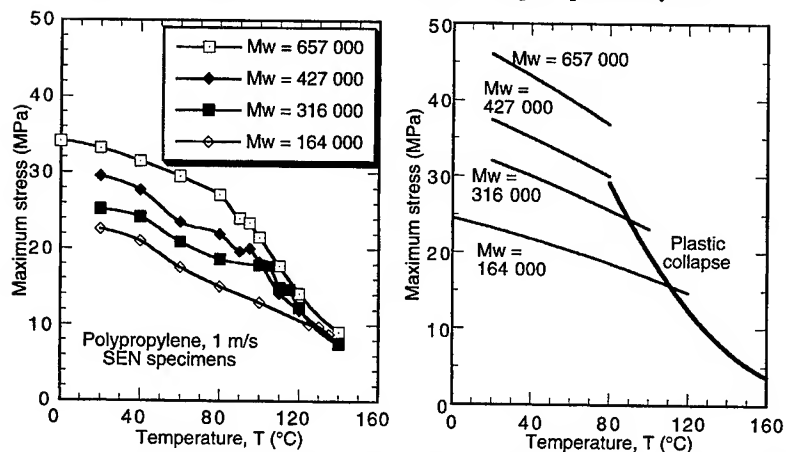 50
40
30
20
10
0
Maximum stress (MPa)
Mw = 657 000
Mw = 427 000
Mw = 316 000
Mw = 164 000
Polypropylene, 1 m/s
SEN specimens
0 40 80 120 160
Temperature, T (°C)
50
40
30
20
10
0
Maximum stress (MPa)
Mw = 657 000
Mw =
427 000
Mw =
316 000
Mw =
164 000
Plastic
collapse
0 40 80 120 160
Temperature, T (°C)